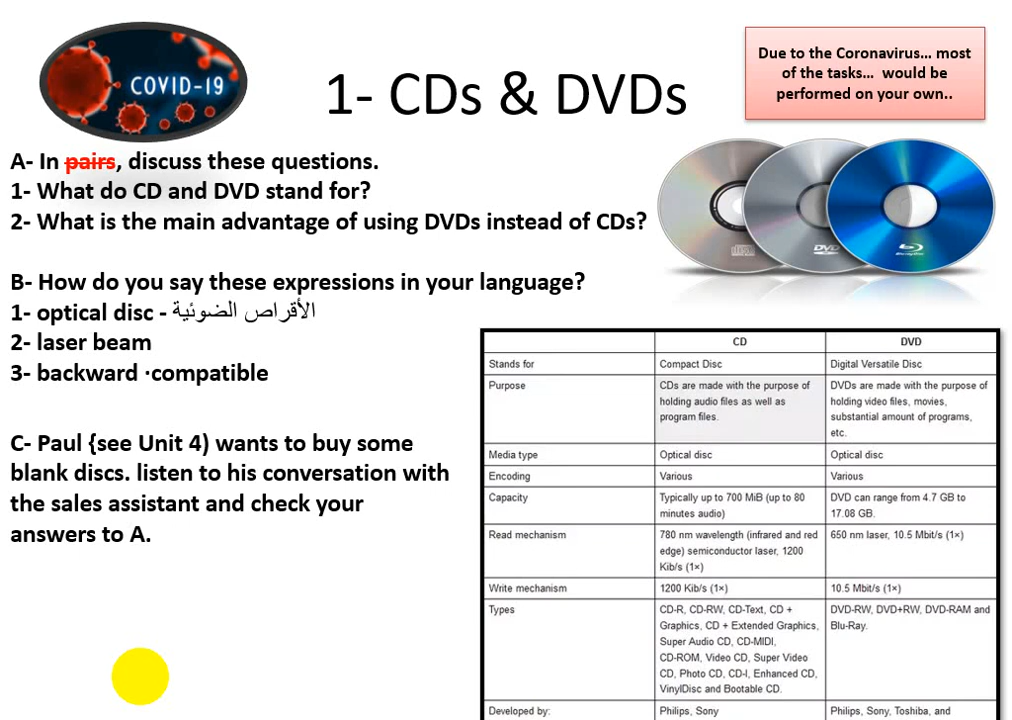 COVID-19
1- CDs & DVDs
Due to the Coronavirus... most
of the tasks... would be
performed on your own..
A- In pairs, discuss these questions.
1- What do CD and DVD stand for?
2- What is the main advantage of using DVDs instead of CDs?
B- How do you say these expressions in your language?
1- optical disc - الأقراص الضوئية
2- laser beam
3- backward ·compatible
C- Paul {see Unit 4) wants to buy some
blank discs. listen to his conversation with
the sales assistant and check your
answers to A.
DVD
CD DVD
Stands for Compact Disc Digital Versatile Disc
Purpose CDs are made with the purpose of DVDs are made with the purpose of
holding audio files as well as holding video files, movies,
program files. substantial amount of programs,
etc.
Media type Optical disc Optical disc
Encoding Various Various
Capacity Typically up to 700 MiB (up to 80 DVD can range from 4.7 GB to
minutes audio) 17.08 GB.
Read mechanism 780 nm wavelength (infrared and red 650 nm laser, 10.5 Mbit/s (1×)
edge) semiconductor laser, 1200
Kib/s (1×)
Write mechanism 1200 Kib/s (1×) 10.5 Mbit/s (1×)
Types CD-R, CD-RW, CD-Text, CD + DVD-RW, DVD+RW, DVD-RAM and
Graphics, CD + Extended Graphics, Blu-Ray.
Super Audio CD, CD-MIDI,
CD-ROM, Video CD, Super Video
CD, Photo CD, CD-I, Enhanced CD,
VinylDisc and Bootable CD.
Developed by: Philips, Sony Philips, Sony, Toshiba, and